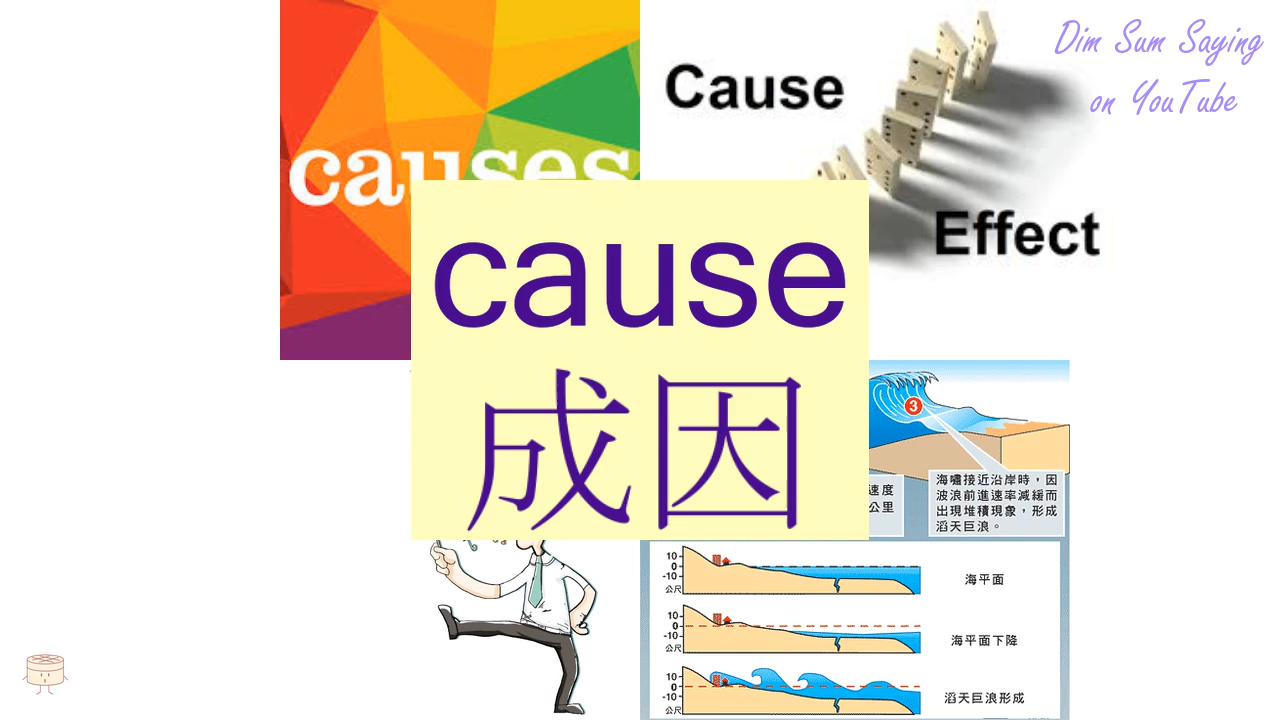 causes
Cause
Effect
Dim Sum Saying
on YouTube
cause
成因
3
速度
公里
海嘯接近沿岸時，因
波浪前進速率減緩而
出現堆積現象，形成
滔天巨浪。
10
0
-10
公尺
海平面
10
0
-10
公尺
海平面下降
10
0
-10
公尺
滔天巨浪形成